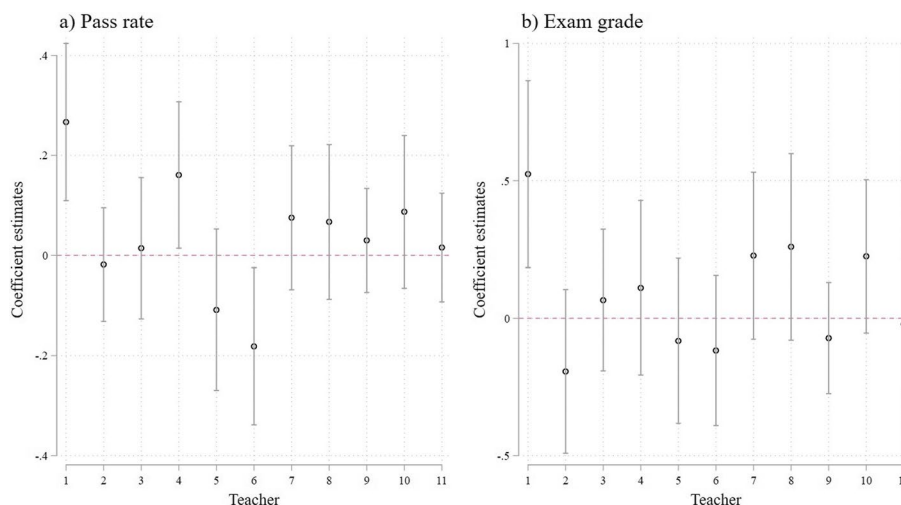 a) Pass rate
.4
.2
0
-.2
-.4
Coefficient estimates
1 2 3 4 5 6 7 8 9 10 11
Teacher
b) Exam grade
1
.5
0
-.5
Coefficient estimates
1 2 3 4 5 6 7 8 9 10 1
Teacher